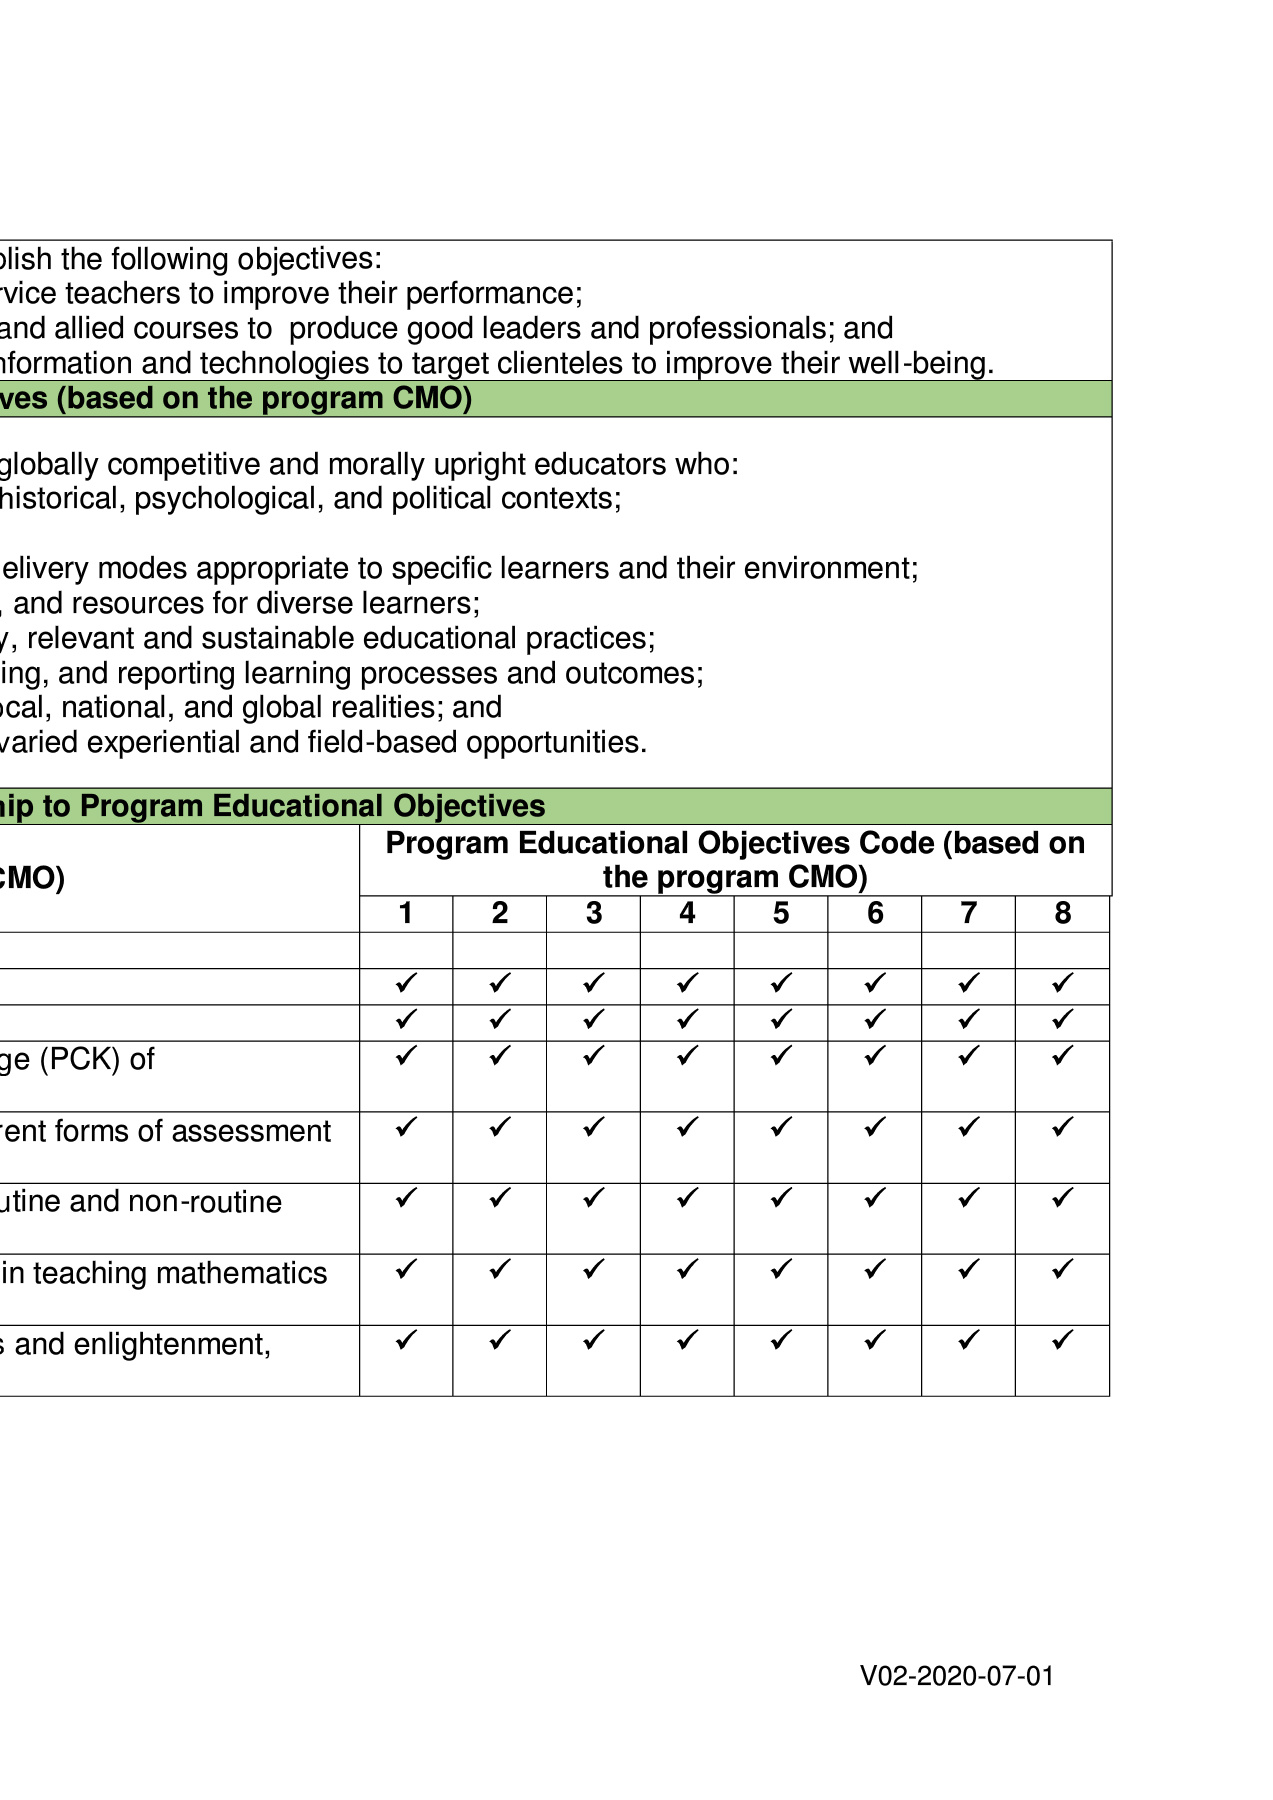 plish the following objectives:
rvice teachers to improve their performance;
and allied courses to produce good leaders and professionals; and
nformation and technologies to target clienteles to improve their well-being.
ves (based on the program CMO)
globally competitive and morally upright educators who:
historical, psychological, and political contexts;
elivery modes appropriate to specific learners and their environment;
, and resources for diverse learners;
y, relevant and sustainable educational practices;
ing, and reporting learning processes and outcomes;
ocal, national, and global realities; and
varied experiential and field-based opportunities.
hip to Program Educational Objectives
Program Educational Objectives Code (based on
the program CMO)
CMO)
1 2 3 4 5 6 7 8
✓ ✓ ✓ ✓ ✓ ✓ ✓ ✓
✓ ✓ ✓ ✓ ✓ ✓ ✓ ✓
ge (PCK) of ✓ ✓ ✓ ✓ ✓ ✓ ✓ ✓
rent forms of assessment ✓ ✓ ✓ ✓ ✓ ✓ ✓ ✓
utine and non-routine ✓ ✓ ✓ ✓ ✓ ✓ ✓ ✓
in teaching mathematics ✓ ✓ ✓ ✓ ✓ ✓ ✓ ✓
s and enlightenment, ✓ ✓ ✓ ✓ ✓ ✓ ✓ ✓
V02-2020-07-01